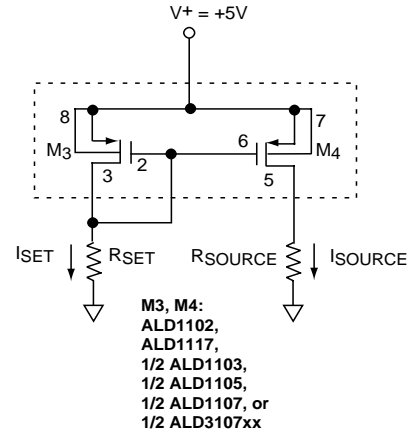 V+ = +5V
8
7
M3
2
6
M4
3
5
ISET
RSET
RSOURCE
ISOURCE
M3, M4:
ALD1102,
ALD1117,
1/2 ALD1103,
1/2 ALD1105,
1/2 ALD1107, or
1/2 ALD3107xx